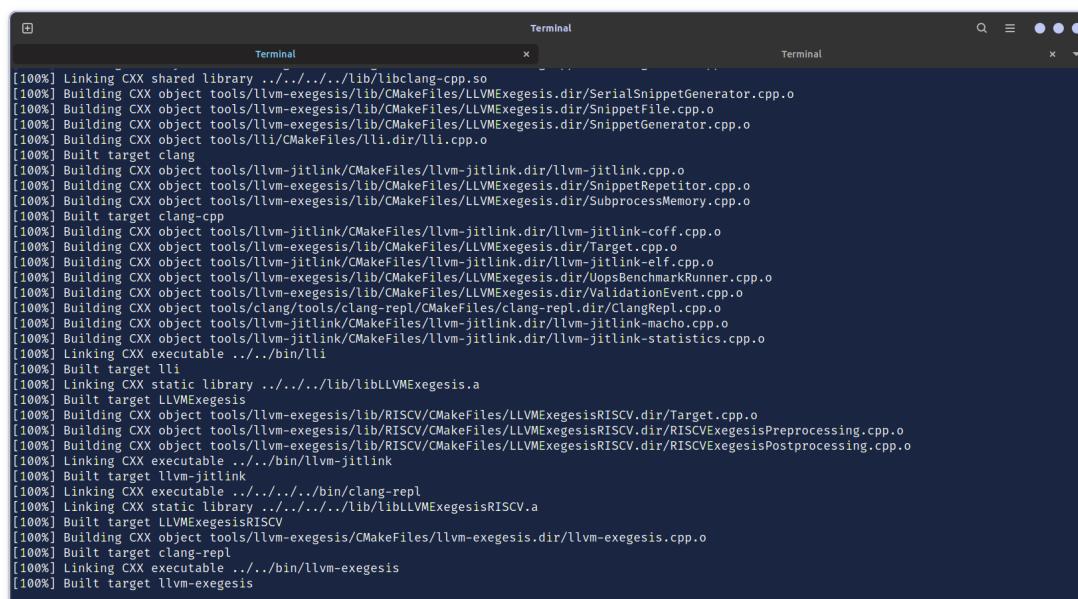 Terminal
Terminal × Terminal ×
[100%] Linking CXX shared library ../../../../lib/libclang-cpp.so
[100%] Building CXX object tools/llvm-exegesis/lib/CMakeFiles/LLVMExegesis.dir/SerialSnippetGenerator.cpp.o
[100%] Building CXX object tools/llvm-exegesis/lib/CMakeFiles/LLVMExegesis.dir/SnippetFile.cpp.o
[100%] Building CXX object tools/llvm-exegesis/lib/CMakeFiles/LLVMExegesis.dir/SnippetGenerator.cpp.o
[100%] Building CXX object tools/lli/CMakeFiles/lli.dir/lli.cpp.o
[100%] Built target clang
[100%] Building CXX object tools/llvm-jitlink/CMakeFiles/llvm-jitlink.dir/llvm-jitlink.cpp.o
[100%] Building CXX object tools/llvm-exegesis/lib/CMakeFiles/LLVMExegesis.dir/SnippetRepetitor.cpp.o
[100%] Building CXX object tools/llvm-exegesis/lib/CMakeFiles/LLVMExegesis.dir/SubprocessMemory.cpp.o
[100%] Built target clang-cpp
[100%] Building CXX object tools/llvm-jitlink/CMakeFiles/llvm-jitlink.dir/llvm-jitlink-coff.cpp.o
[100%] Building CXX object tools/llvm-exegesis/lib/CMakeFiles/LLVMExegesis.dir/Target.cpp.o
[100%] Building CXX object tools/llvm-jitlink/CMakeFiles/llvm-jitlink.dir/llvm-jitlink-elf.cpp.o
[100%] Building CXX object tools/llvm-exegesis/lib/CMakeFiles/LLVMExegesis.dir/UopsBenchmarkRunner.cpp.o
[100%] Building CXX object tools/llvm-exegesis/lib/CMakeFiles/LLVMExegesis.dir/ValidationEvent.cpp.o
[100%] Building CXX object tools/clang/tools/clang-repl/CMakeFiles/clang-repl.dir/ClangRepl.cpp.o
[100%] Building CXX object tools/llvm-jitlink/CMakeFiles/llvm-jitlink.dir/llvm-jitlink-macho.cpp.o
[100%] Building CXX object tools/llvm-jitlink/CMakeFiles/llvm-jitlink.dir/llvm-jitlink-statistics.cpp.o
[100%] Linking CXX executable ../../bin/lli
[100%] Built target lli
[100%] Linking CXX static library ../../../lib/libLLVMExegesis.a
[100%] Built target LLVMExegesis
[100%] Building CXX object tools/llvm-exegesis/lib/RISCV/CMakeFiles/LLVMExegesisRISCV.dir/Target.cpp.o
[100%] Building CXX object tools/llvm-exegesis/lib/RISCV/CMakeFiles/LLVMExegesisRISCV.dir/RISCVExegesisPreprocessing.cpp.o
[100%] Building CXX object tools/llvm-exegesis/lib/RISCV/CMakeFiles/LLVMExegesisRISCV.dir/RISCVExegesisPostprocessing.cpp.o
[100%] Linking CXX executable ../../bin/llvm-jitlink
[100%] Built target llvm-jitlink
[100%] Linking CXX executable ../../../../bin/clang-repl
[100%] Linking CXX static library ../../../../lib/libLLVMExegesisRISCV.a
[100%] Built target LLVMExegesisRISCV
[100%] Building CXX object tools/llvm-exegesis/CMakeFiles/llvm-exegesis.dir/llvm-exegesis.cpp.o
[100%] Built target clang-repl
[100%] Linking CXX executable ../../bin/llvm-exegesis
[100%] Built target llvm-exegesis